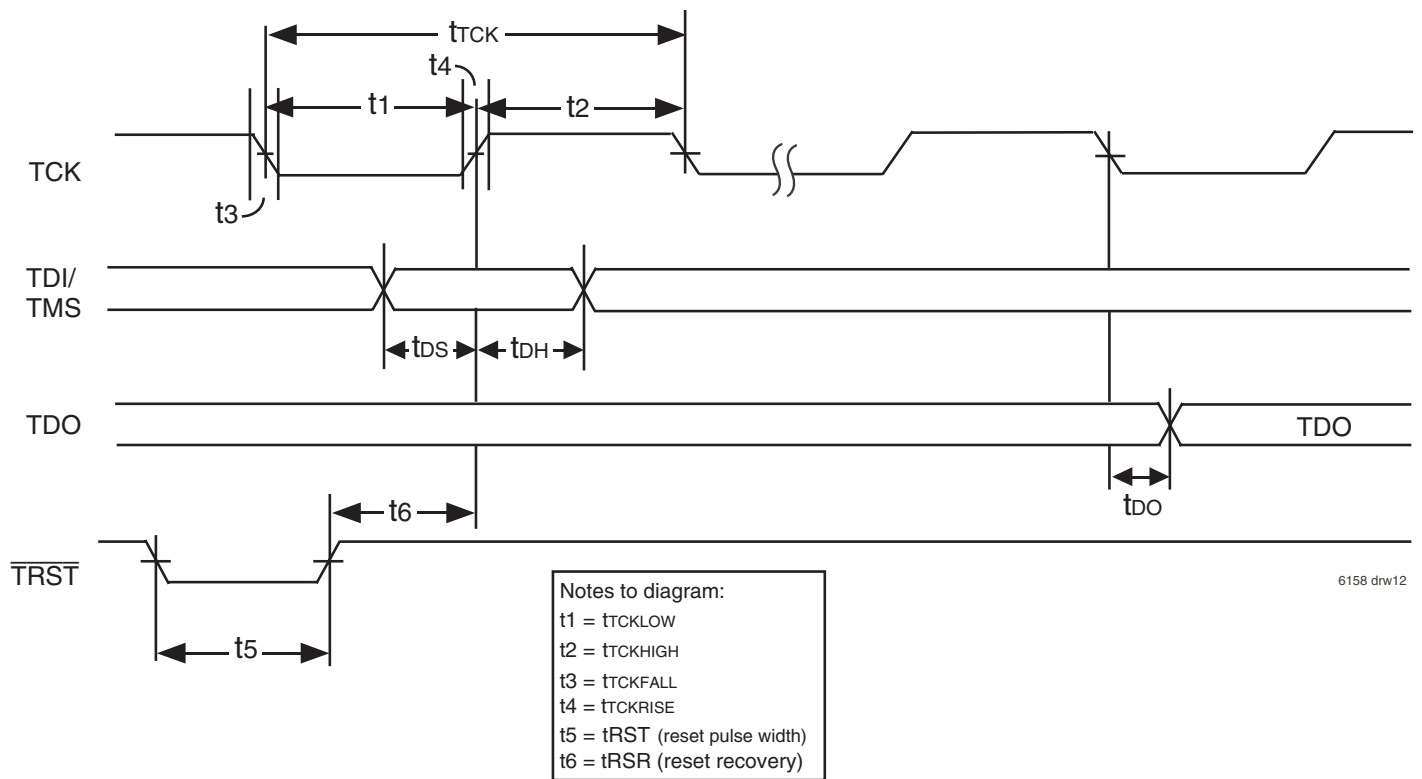 tTCK
t4
t1
t2
TCK
t3
TDI/
TMS
tDS
tDH
TDO
TDO
tDO
t6
TRST
6158 drw12
t5
Notes to diagram:
t1 = tTCKLOW
t2 = tTCKHIGH
t3 = tTCKFALL
t4 = tTCKRISE
t5 = tRST (reset pulse width)
t6 = tRSR (reset recovery)